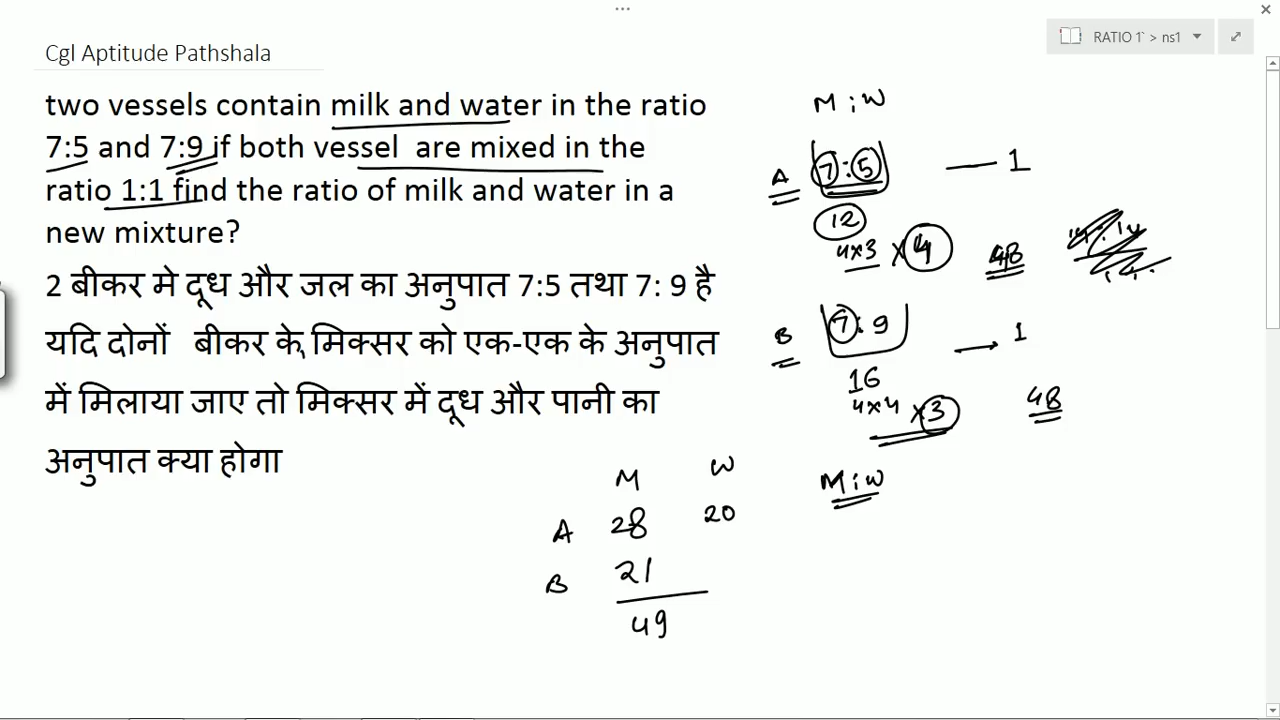 RATIO 1` > ns1
Cgl Aptitude Pathshala
two vessels contain milk and water in the ratio
7:5 and 7:9 if both vessel are mixed in the
ratio 1:1 find the ratio of milk and water in a
new mixture?
2 बीकर मे दूध और जल का अनुपात 7:5 तथा 7: 9 है
यदि दोनों बीकर के मिक्सर को एक-एक के अनुपात
में मिलाया जाए तो मिक्सर में दूध और पानी का
अनुपात क्या होगा
M : W
A 7 : 5 — 1
12
4×3 × 4 48
B 7 : 9 → 1
16
4×4 × 3 48
M : W
M W
A 28 20
B 21
49